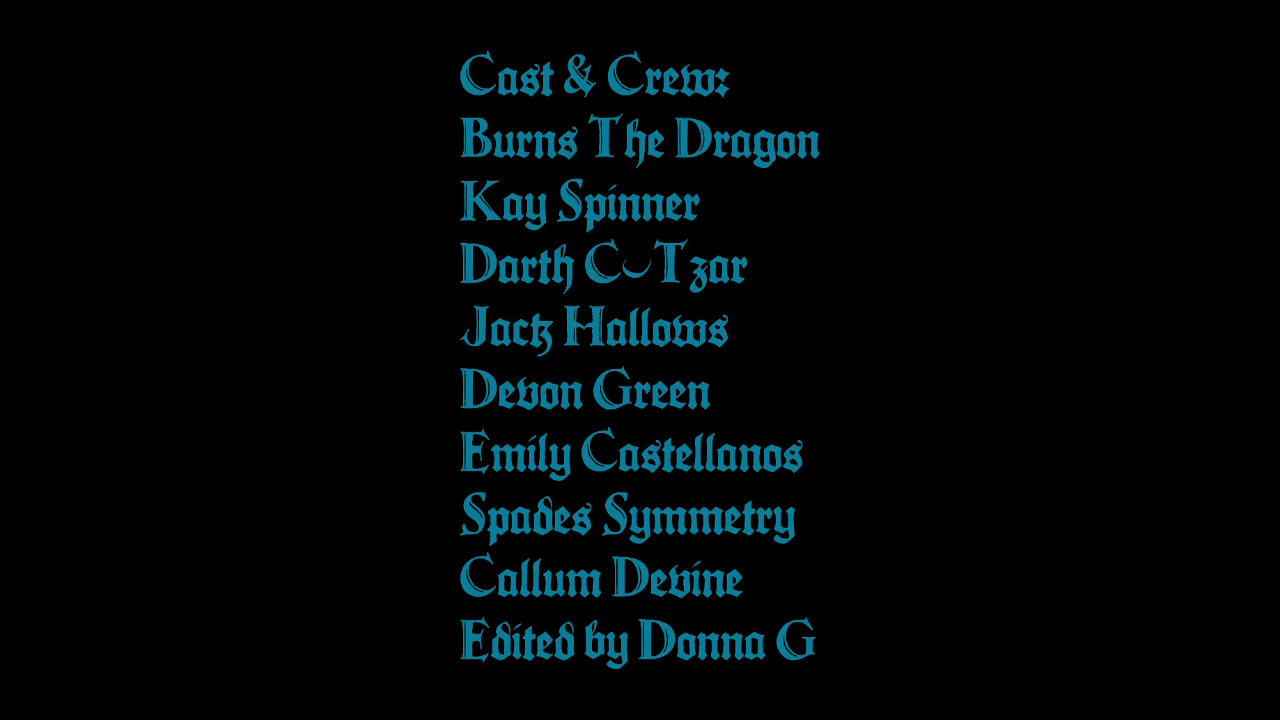 Cast & Crew:
Burns The Dragon
Kay Spinner
Darth C‿Tzar
Jack Hallows
Devon Green
Emily Castellanos
Spades Symmetry
Callum Devine
Edited by Donna G